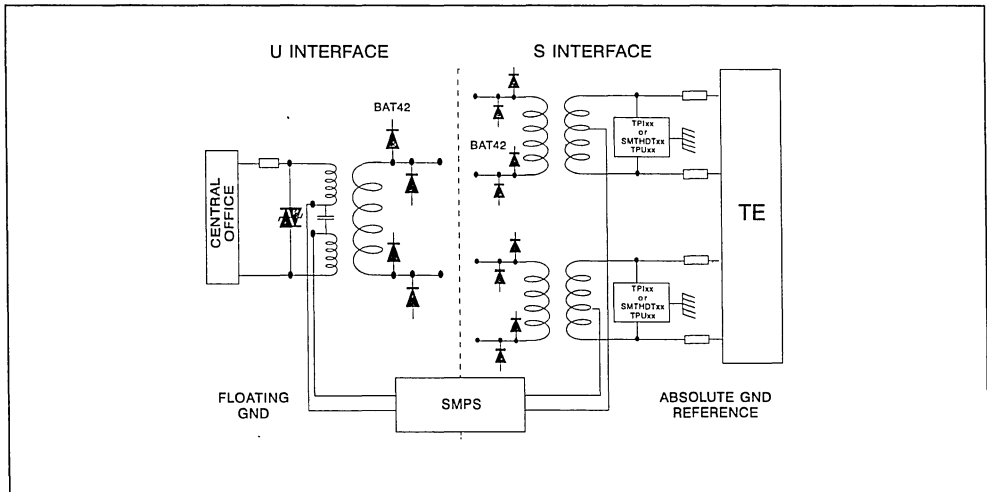 U INTERFACE
S INTERFACE
BAT42
BAT42
TPIxx
or
SMTHDTxx
TPUxx
CENTRAL
OFFICE
TE
TPIxx
or
SMTHDTxx
TPUxx
FLOATING
GND
SMPS
ABSOLUTE GND
REFERENCE